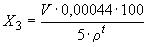 X₃ = V · 0,00044 · 100 / 5 · ρᵗ